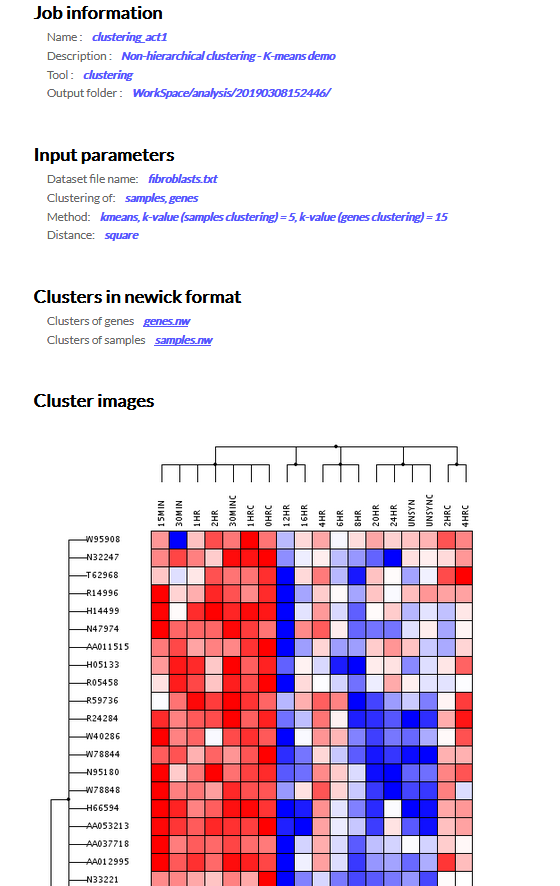 Job information
Name : clustering_act1
Description : Non-hierarchical clustering - K-means demo
Tool : clustering
Output folder : WorkSpace/analysis/20190308152446/
Input parameters
Dataset file name: fibroblasts.txt
Clustering of: samples, genes
Method: kmeans, k-value (samples clustering) = 5, k-value (genes clustering) = 15
Distance: square
Clusters in newick format
Clusters of genes genes.nw
Clusters of samples samples.nw
Cluster images
15MIN
30MIN
1HR
2HR
30MINC
1HRC
0HRC
12HR
16HR
4HR
6HR
8HR
20HR
24HR
UNSYN
UNSYNC
2HRC
4HRC
W95908
N32247
T62968
R14996
H14499
N47974
AA011515
H05133
R05458
R59736
R24284
W40286
W78844
N95180
W78848
H66594
AA053213
AA037718
AA012995
N33221